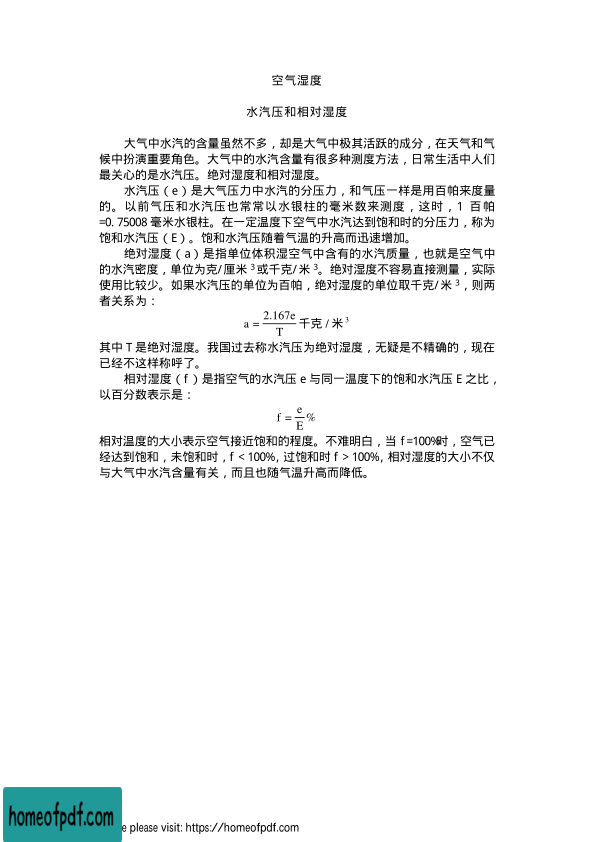 空气湿度
水汽压和相对湿度
大气中水汽的含量虽然不多，却是大气中极其活跃的成分，在天气和气
候中扮演重要角色。大气中的水汽含量有很多种测度方法，日常生活中人们
最关心的是水汽压。绝对湿度和相对湿度。
水汽压（e）是大气压力中水汽的分压力，和气压一样是用百帕来度量
的。以前气压和水汽压也常常以水银柱的毫米数来测度，这时，1 百帕
=0.75008 毫米水银柱。在一定温度下空气中水汽达到饱和时的分压力，称为
饱和水汽压（E）。饱和水汽压随着气温的升高而迅速增加。
绝对湿度（a）是指单位体积湿空气中含有的水汽质量，也就是空气中
的水汽密度，单位为克/厘米 3 或千克/米 3。绝对湿度不容易直接测量，实际
使用比较少。如果水汽压的单位为百帕，绝对湿度的单位取千克/米 3，则两
者关系为：
a = 2.167e / T 千克 / 米 3
其中 T 是绝对湿度。我国过去称水汽压为绝对湿度，无疑是不精确的，现在
已经不这样称呼了。
相对湿度（f）是指空气的水汽压 e 与同一温度下的饱和水汽压 E 之比，
以百分数表示是：
f = e / E %
相对温度的大小表示空气接近饱和的程度。不难明白，当 f=100%时，空气已
经达到饱和，未饱和时，f＜100%，过饱和时 f＞100%，相对湿度的大小不仅
与大气中水汽含量有关，而且也随气温升高而降低。
homeofpdf.com
e please visit: https://homeofpdf.com